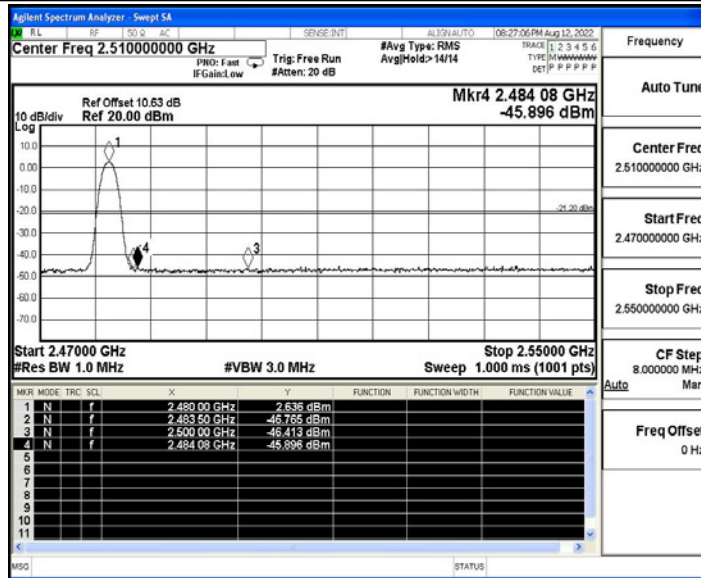 Agilent Spectrum Analyzer - Swept SA
RL RF 50 Ω AC SENSE:INT ALIGN AUTO 08:27:06 PM Aug 12, 2022
Center Freq 2.510000000 GHz
PNO: Fast
IFGain:Low
Trig: Free Run
#Atten: 20 dB
#Avg Type: RMS
Avg|Hold:> 14/14
TRACE 1 2 3 4 5 6
TYPE M W W W W W
DET P P P P P P
Ref Offset 10.63 dB
10 dB/div Ref 20.00 dBm
Log
Mkr4 2.484 08 GHz
-45.896 dBm
10.0
0.00
-10.0
-20.0
-30.0
-40.0
-50.0
-60.0
-70.0
1
4
3
-21.20 dBm
Start 2.47000 GHz Stop 2.55000 GHz
#Res BW 1.0 MHz #VBW 3.0 MHz Sweep 1.000 ms (1001 pts)
MKR MODE TRC SCL X Y FUNCTION FUNCTION WIDTH FUNCTION VALUE
1 N f 2.480 00 GHz 2.636 dBm
2 N f 2.483 50 GHz -46.765 dBm
3 N f 2.500 00 GHz -46.413 dBm
4 N f 2.484 08 GHz -45.896 dBm
5
6
7
8
9
10
11
MSG STATUS
Frequency
Auto Tune
Center Freq
2.510000000 GHz
Start Freq
2.470000000 GHz
Stop Freq
2.550000000 GHz
CF Step
8.000000 MHz
Auto Man
Freq Offset
0 Hz